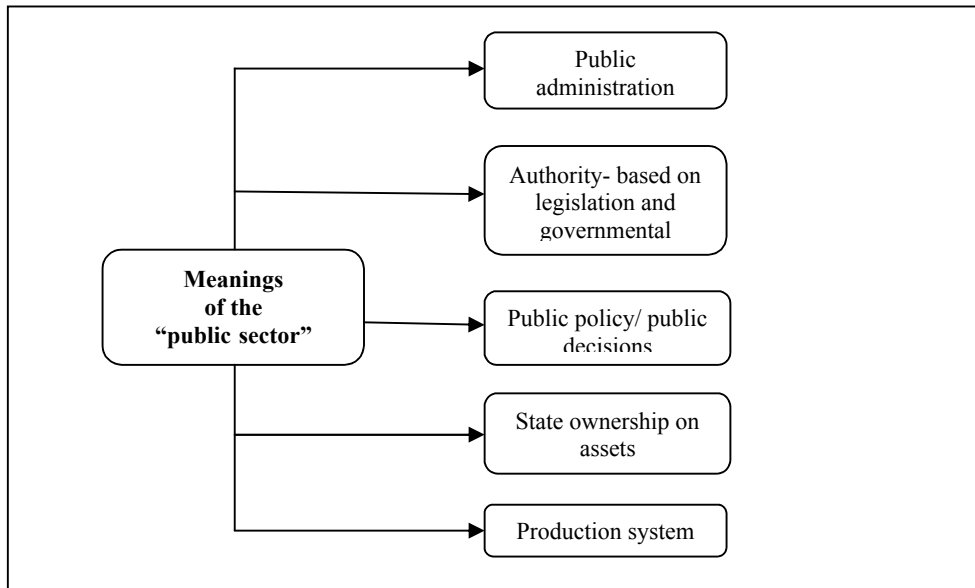 Public
administration
Authority- based on
legislation and
governmental
Meanings
of the
“public sector”
Public policy/ public
decisions
State ownership on
assets
Production system